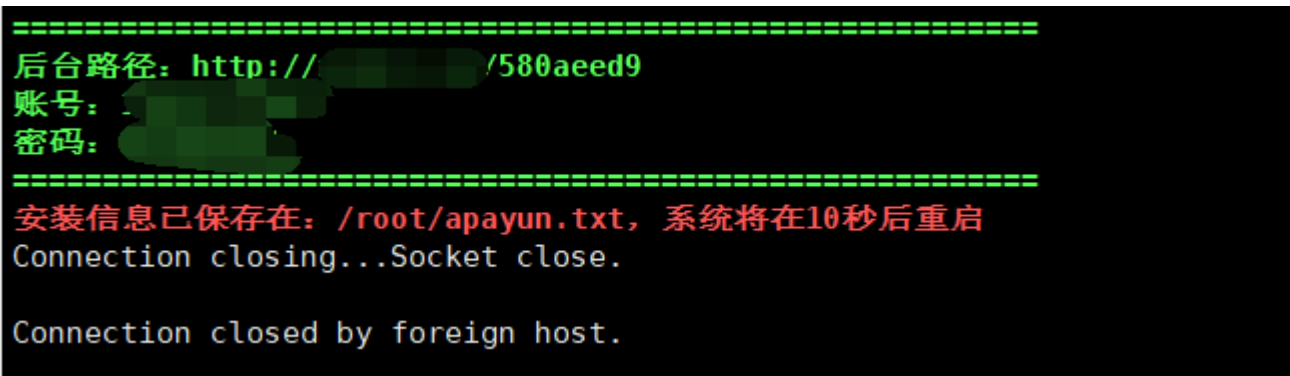 =========================================================
后台路径：http:// /580aeed9
账号：
密码：
=========================================================
安装信息已保存在：/root/apayun.txt，系统将在10秒后重启
Connection closing...Socket close.
Connection closed by foreign host.